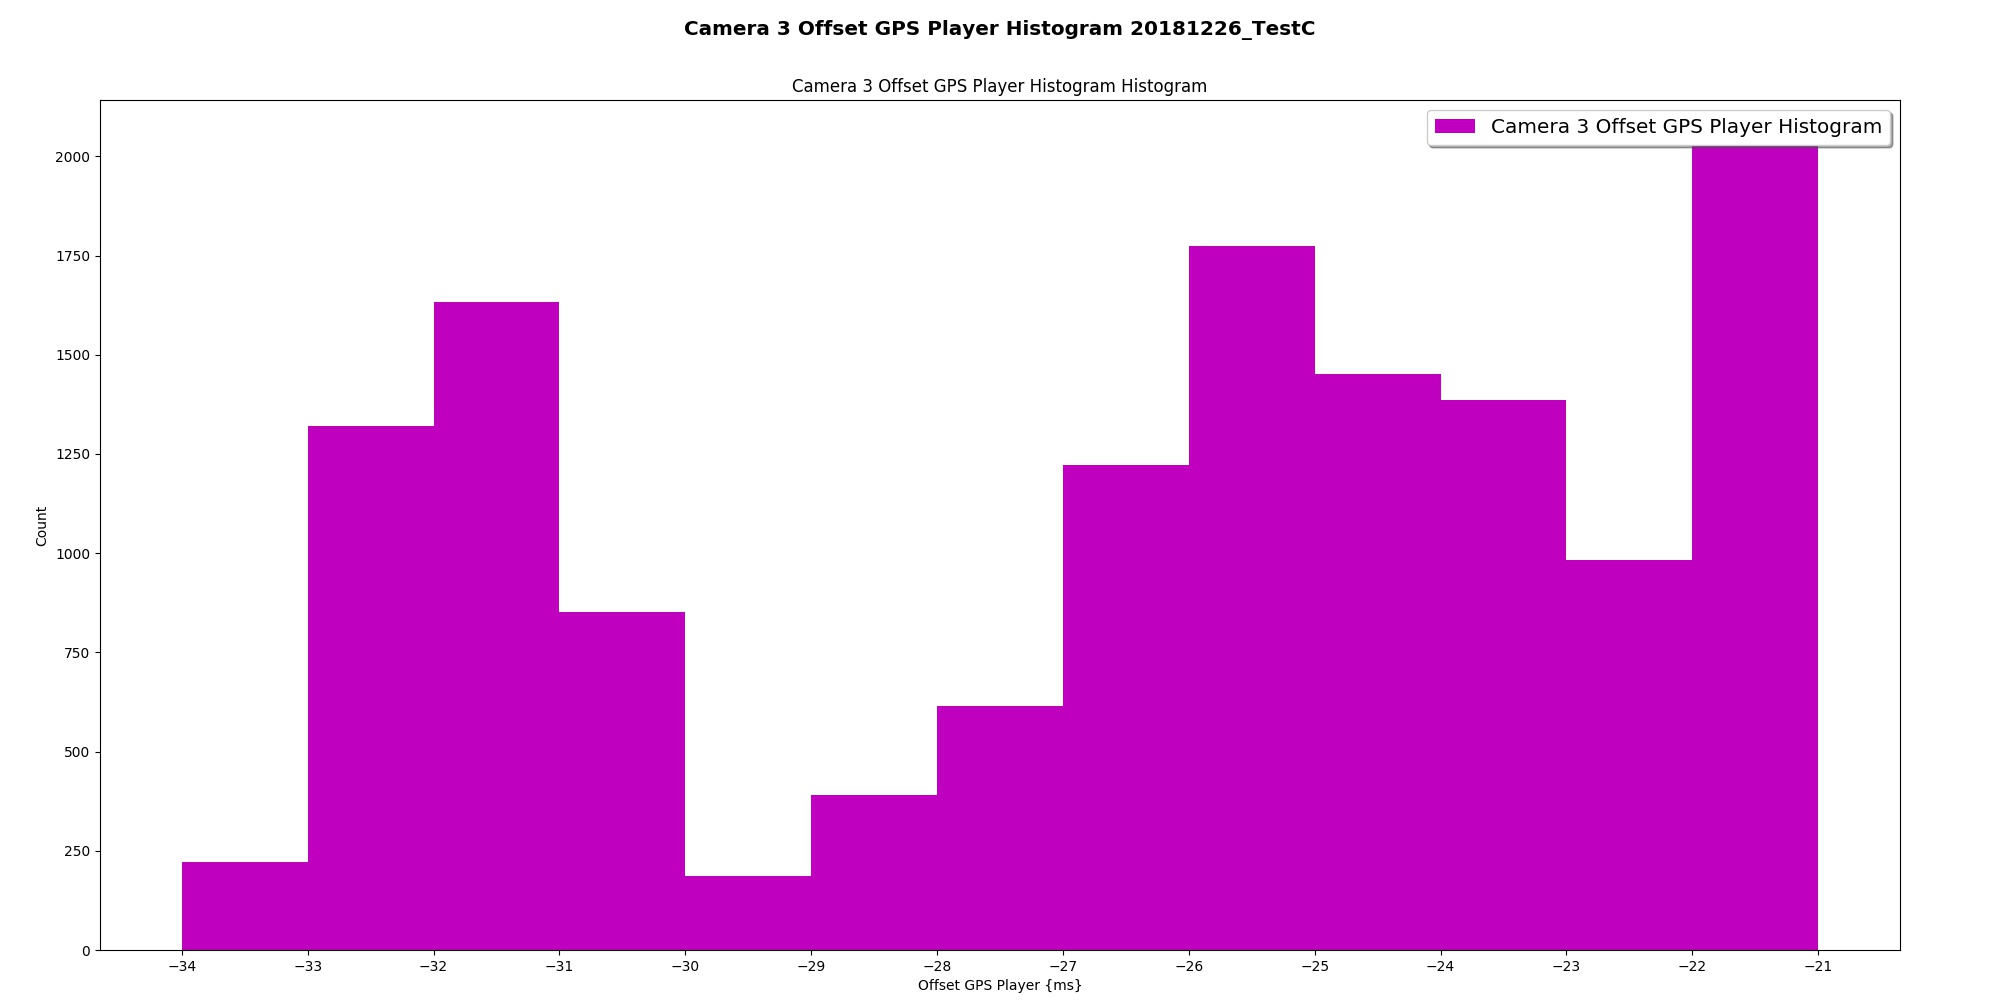 Camera 3 Offset GPS Player Histogram 20181226_TestC
Camera 3 Offset GPS Player Histogram Histogram
Camera 3 Offset GPS Player Histogram
2000
1750
1500
1250
1000
750
500
250
0
Count
−34 −33 −32 −31 −30 −29 −28 −27 −26 −25 −24 −23 −22 −21
Offset GPS Player {ms}